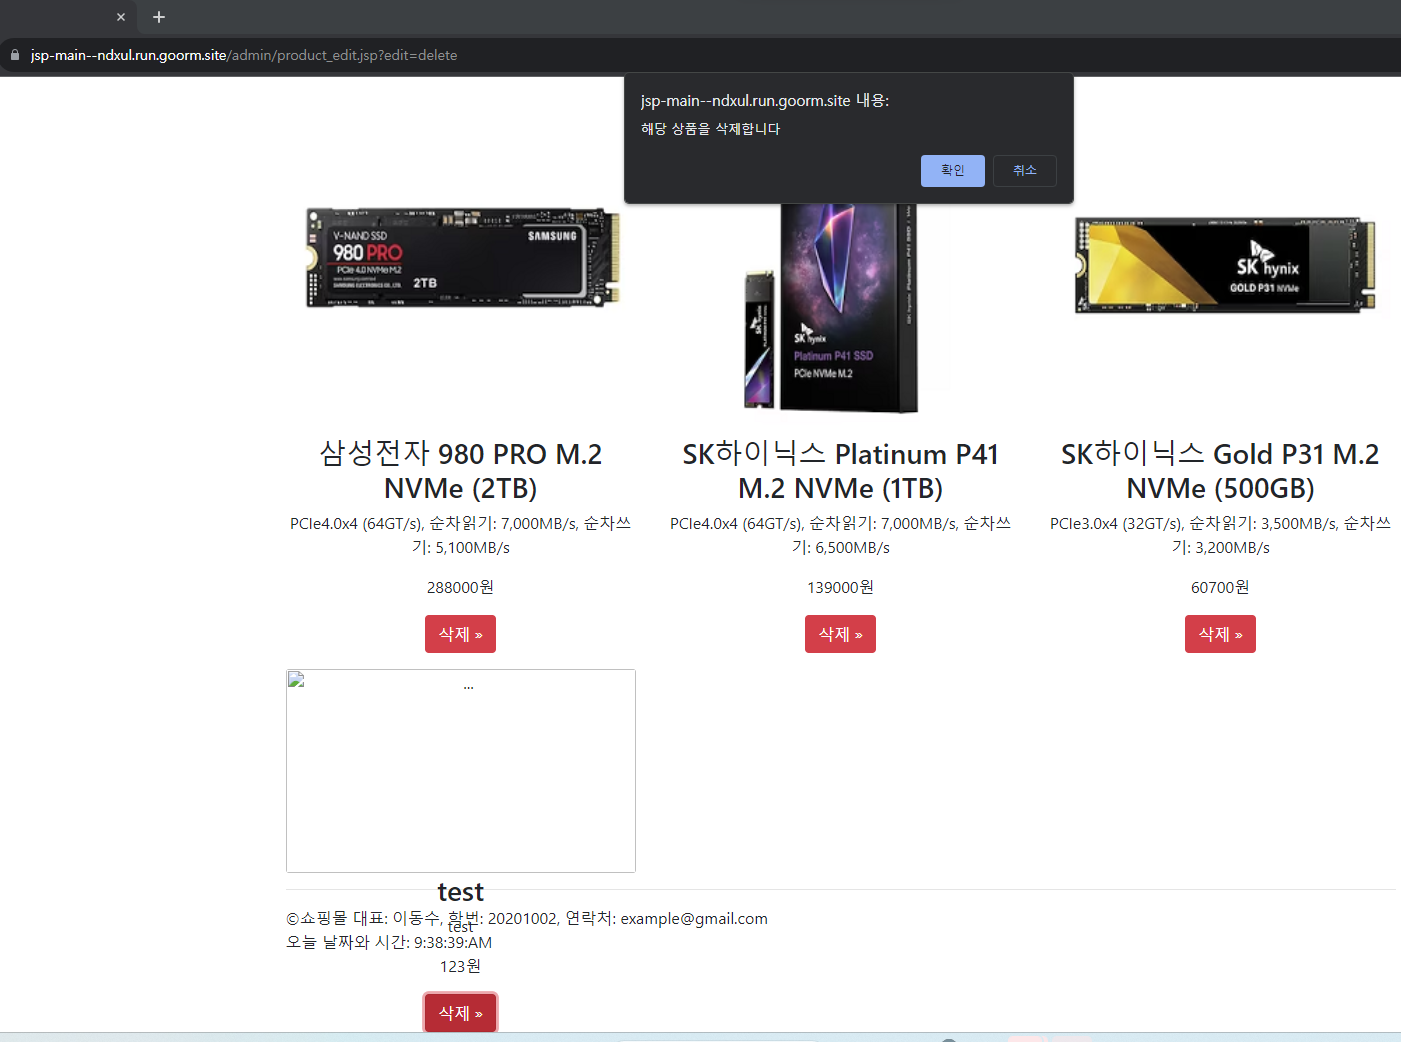 jsp-main--ndxul.run.goorm.site/admin/product_edit.jsp?edit=delete
jsp-main--ndxul.run.goorm.site 내용:
해당 상품을 삭제합니다
확인
취소
V-NAND SSD
980 PRO
PCIe 4.0 NVMe M.2
SAMSUNG
2TB
SK hynix
Platinum P41 SSD
PCIe NVMe M.2
SK hynix
GOLD P31 NVMe
삼성전자 980 PRO M.2
NVMe (2TB)
PCIe4.0x4 (64GT/s), 순차읽기: 7,000MB/s, 순차쓰
기: 5,100MB/s
288000원
삭제 »
SK하이닉스 Platinum P41
M.2 NVMe (1TB)
PCIe4.0x4 (64GT/s), 순차읽기: 7,000MB/s, 순차쓰
기: 6,500MB/s
139000원
삭제 »
SK하이닉스 Gold P31 M.2
NVMe (500GB)
PCIe3.0x4 (32GT/s), 순차읽기: 3,500MB/s, 순차쓰
기: 3,200MB/s
60700원
삭제 »
...
test
©쇼핑몰 대표: 이동수, 학번: 20201002, 연락처: example@gmail.com
test
오늘 날짜와 시간: 9:38:39:AM
123원
삭제 »